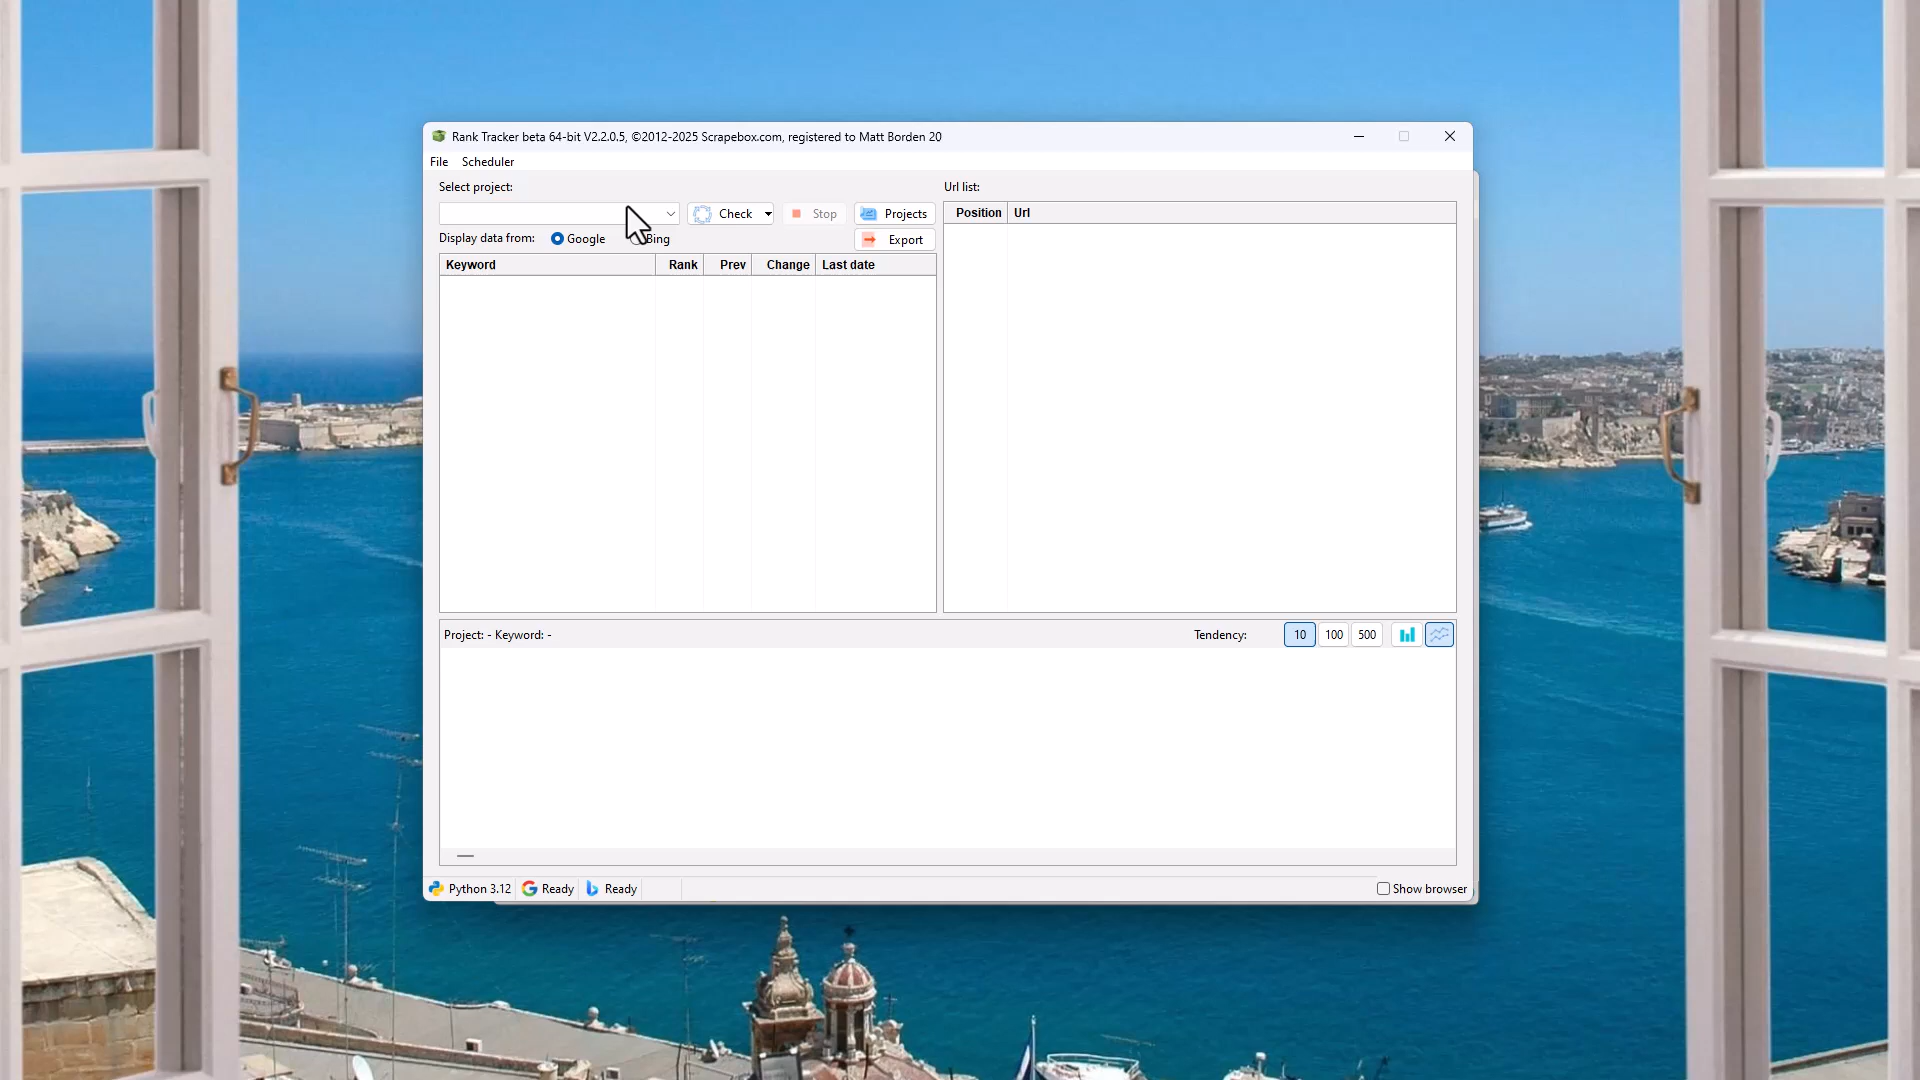 Rank Tracker beta 64-bit V2.2.0.5, ©2012-2025 Scrapebox.com, registered to Matt Borden 20
File Scheduler
Select project:
Url list:
Check
Stop
Projects
Position Url
Display data from: Google Bing
Export
Keyword Rank Prev Change Last date
Project: - Keyword: -
Tendency: 10 100 500
Python 3.12 Ready Ready
Show browser